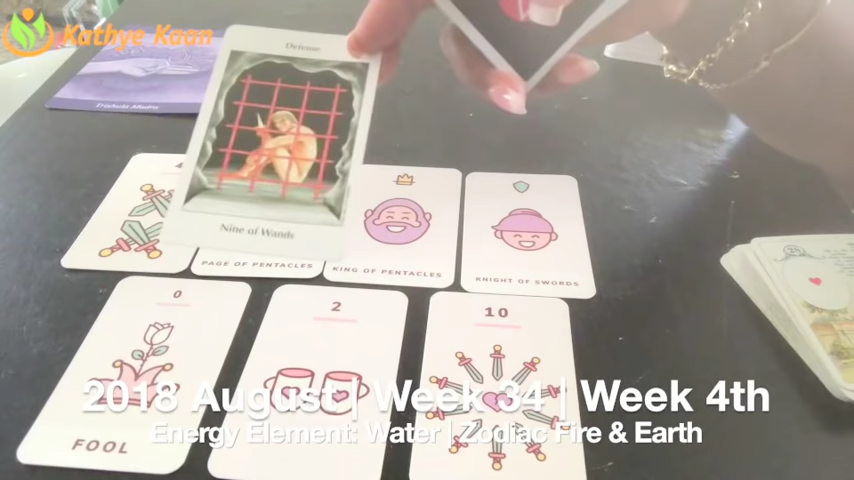 Kathye Kaan
Defense
Nine of Wands
4
PAGE OF PENTACLES
KING OF PENTACLES
KNIGHT OF SWORDS
0
FOOL
2
10
2018 August | Week 34 | Week 4th
Energy Element: Water | Zodiac Fire & Earth